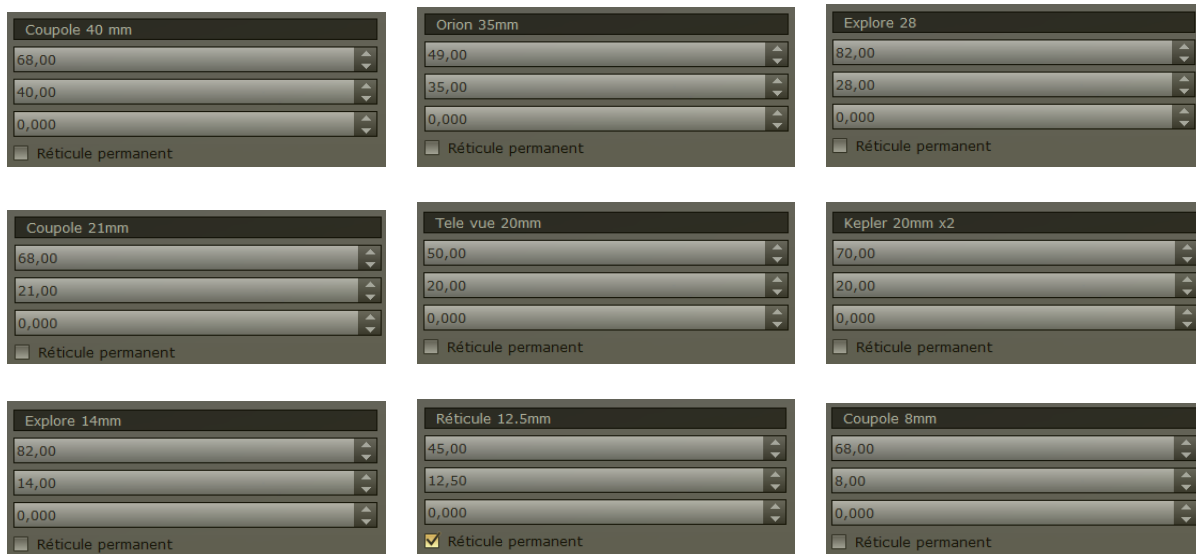 Coupole 40 mm
68,00
40,00
0,000
Réticule permanent
Orion 35mm
49,00
35,00
0,000
Réticule permanent
Explore 28
82,00
28,00
0,000
Réticule permanent
Coupole 21mm
68,00
21,00
0,000
Réticule permanent
Tele vue 20mm
50,00
20,00
0,000
Réticule permanent
Kepler 20mm x2
70,00
20,00
0,000
Réticule permanent
Explore 14mm
82,00
14,00
0,000
Réticule permanent
Réticule 12.5mm
45,00
12,50
0,000
Réticule permanent
Coupole 8mm
68,00
8,00
0,000
Réticule permanent